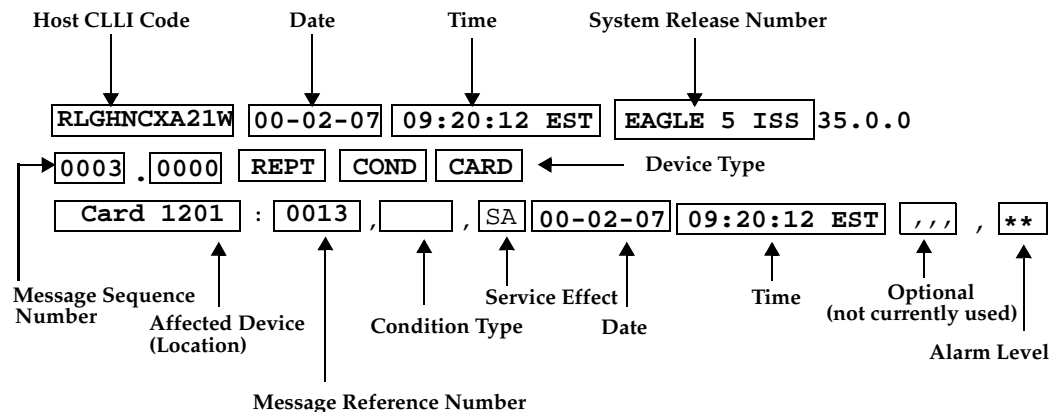 Host CLLI Code Date Time System Release Number
RLGHNCXA21W 00-02-07 09:20:12 EST EAGLE 5 ISS 35.0.0
0003 . 0000 REPT COND CARD Device Type
Card 1201 : 0013 , , SA 00-02-07 09:20:12 EST , , , , **
Message Sequence
Number
Affected Device
(Location)
Condition Type
Service Effect
Date
Time
Optional
(not currently used)
Alarm Level
Message Reference Number